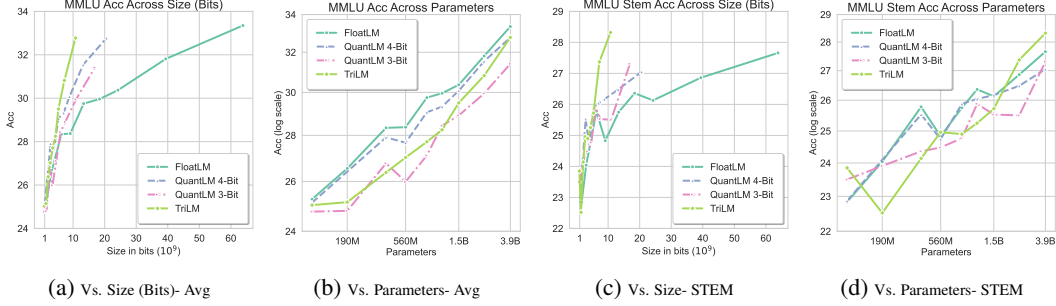 MMLU Acc Across Size (Bits)
Acc
34
32
30
28
26
24
FloatLM
QuantLM 4-Bit
QuantLM 3-Bit
TriLM
1 10 20 30 40 50 60
Size in bits (10⁹)
(a) Vs. Size (Bits)- Avg
MMLU Acc Across Parameters
Acc (log scale)
34
32
30
28
26
24
FloatLM
QuantLM 4-Bit
QuantLM 3-Bit
TriLM
190M 560M 1.5B 3.9B
Parameters
(b) Vs. Parameters- Avg
MMLU Stem Acc Across Size (Bits)
Acc
29
28
27
26
25
24
23
22
FloatLM
QuantLM 4-Bit
QuantLM 3-Bit
TriLM
1 10 20 30 40 50 60
Size in bits (10⁹)
(c) Vs. Size- STEM
MMLU Stem Acc Across Parameters
Acc (log scale)
28
27
26
25
24
23
22
FloatLM
QuantLM 4-Bit
QuantLM 3-Bit
TriLM
190M 560M 1.5B 3.9B
Parameters
(d) Vs. Parameters- STEM